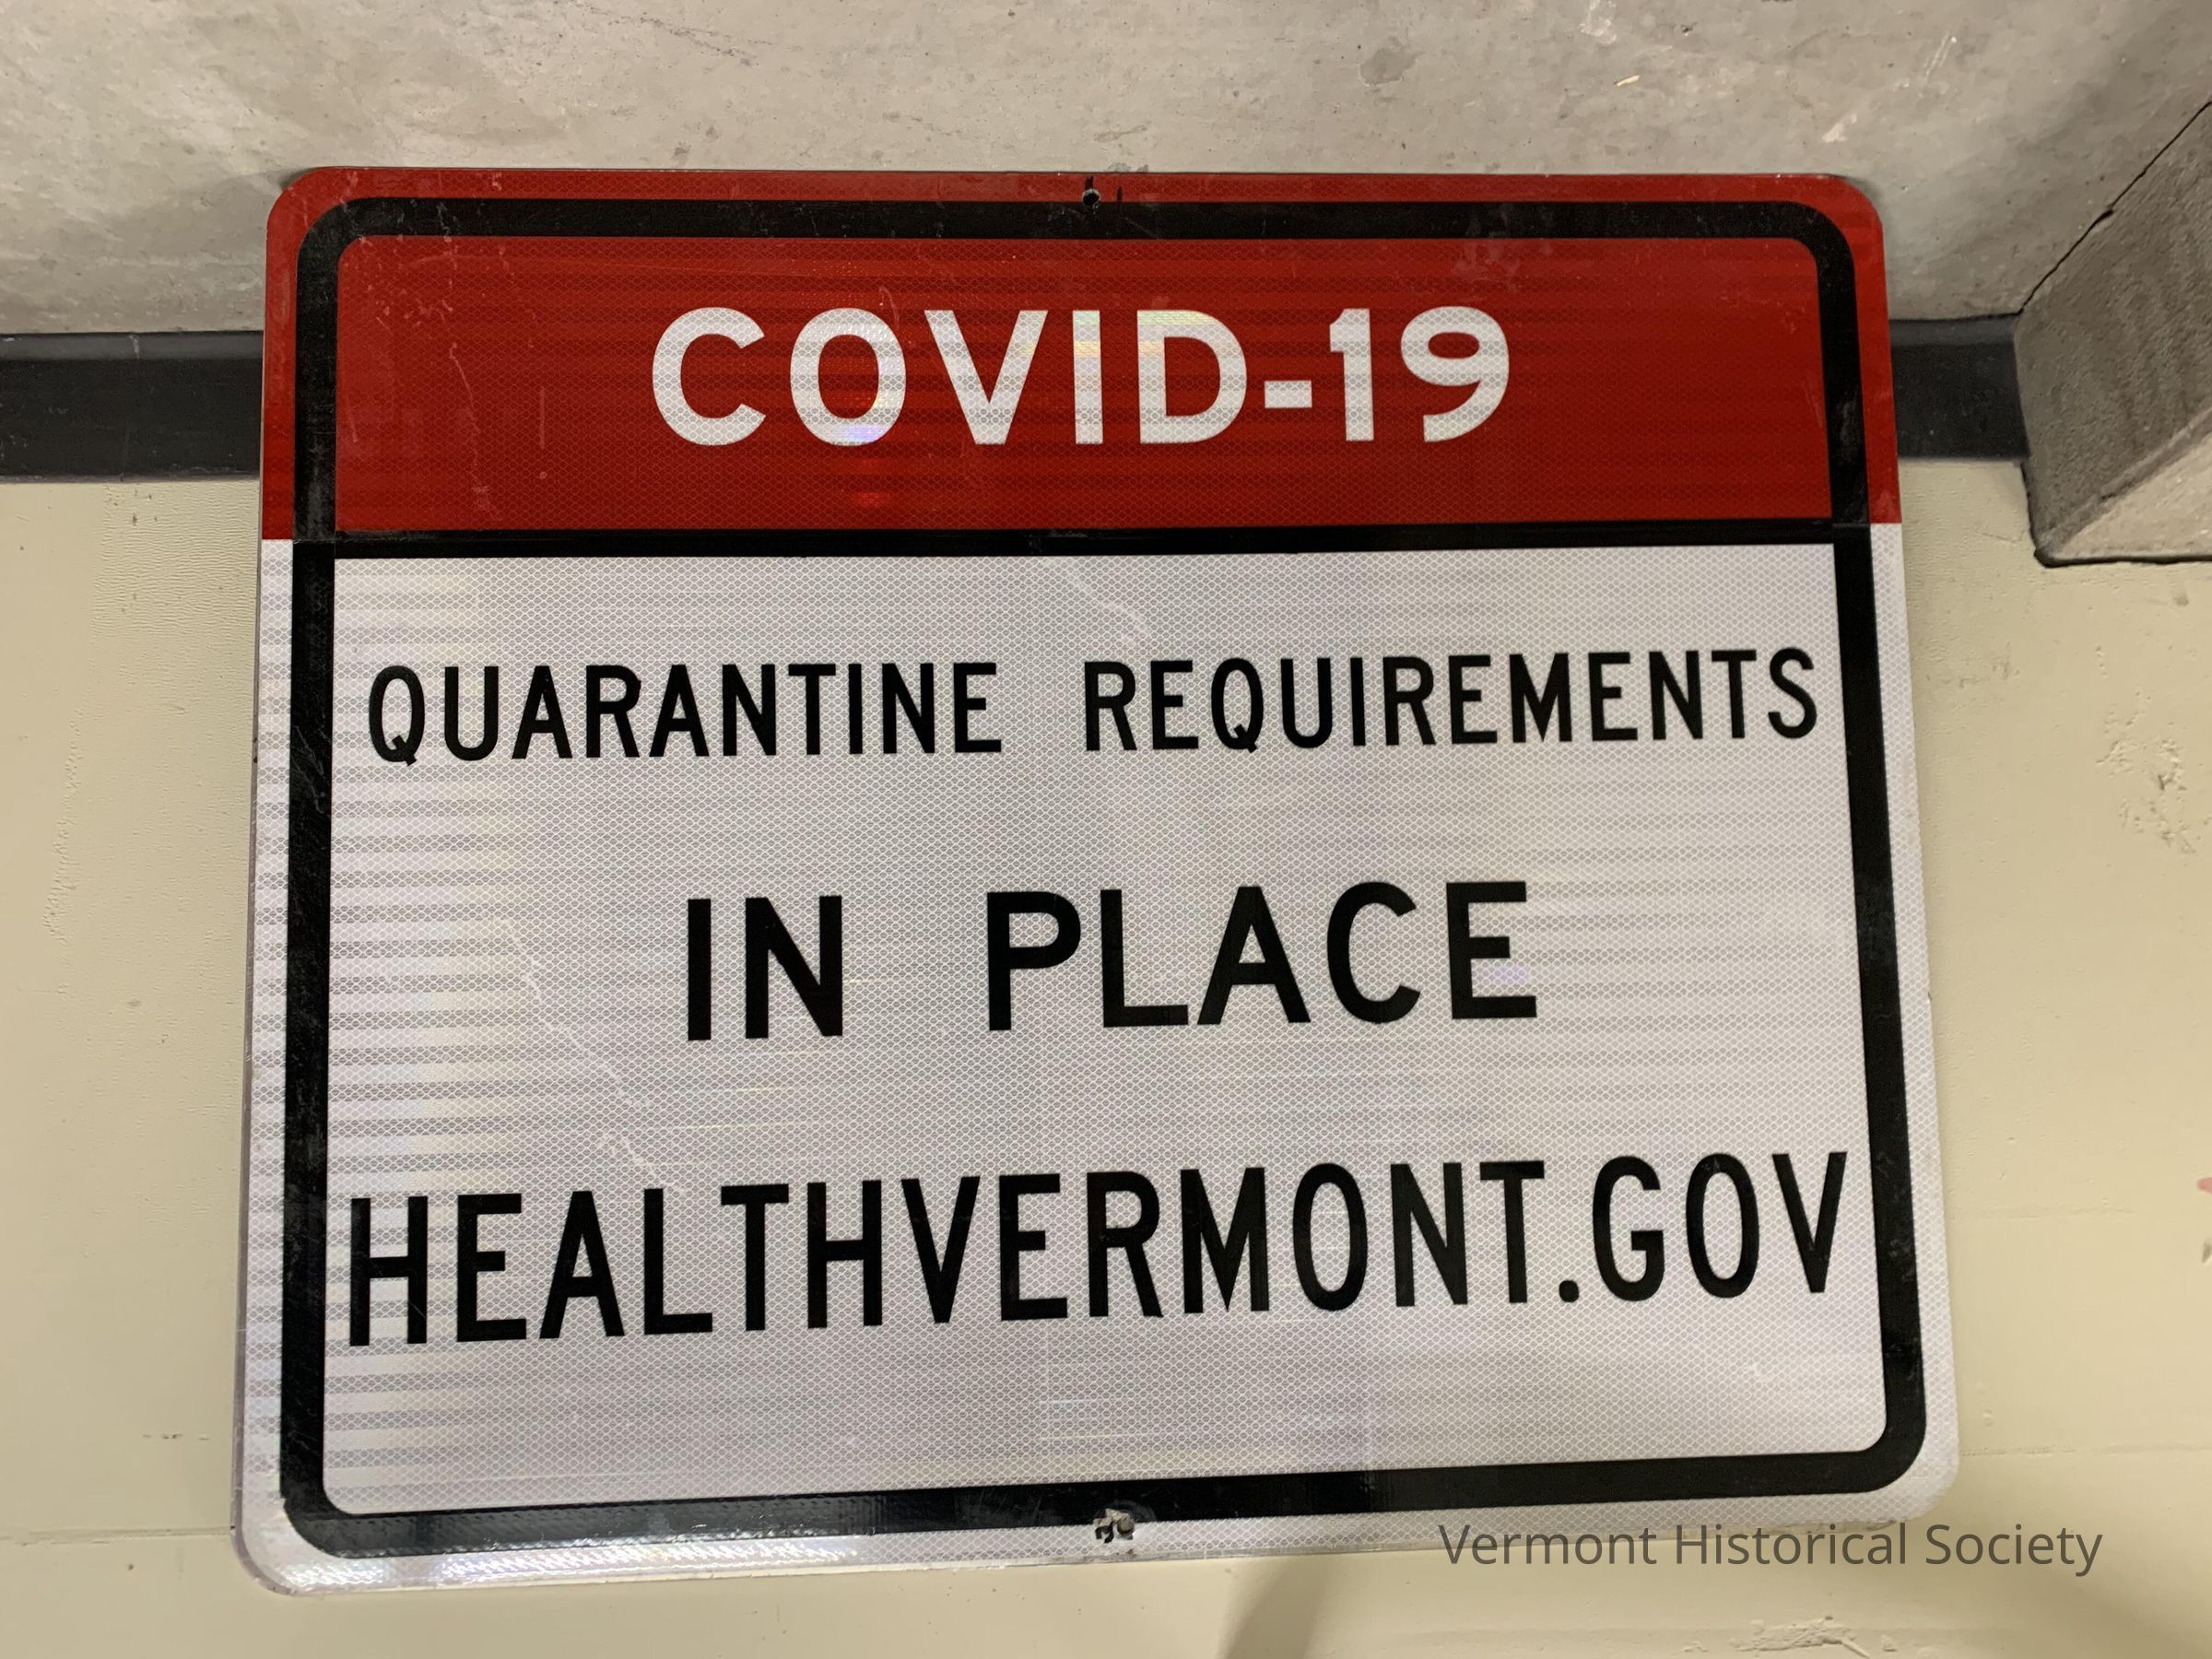 COVID-19
QUARANTINE REQUIREMENTS
IN PLACE
HEALTHVERMONT.GOV
Vermont Historical Society